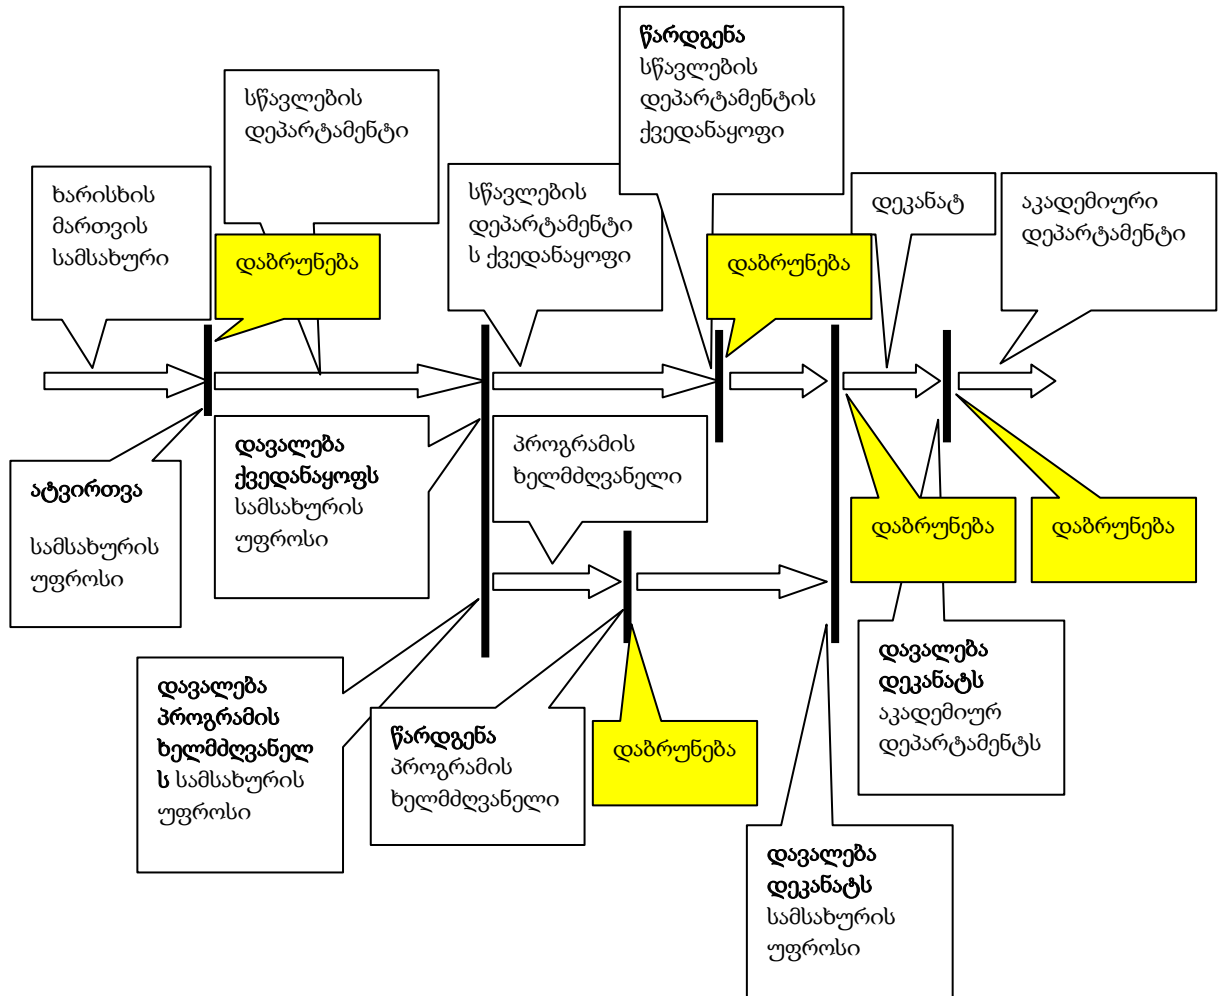 წარდგენა
სწავლების
დეპარტამენტის
ქვედანაყოფი
სწავლების
დეპარტამენტი
ხარისხის
მართვის
სამსახური
სწავლების
დეპარტამენტი
ს ქვედანაყოფი
დეკანატ
აკადემიური
დეპარტამენტი
დაბრუნება
დაბრუნება
ატვირთვა
სამსახურის
უფროსი
დავალება
ქვედანაყოფს
სამსახურის
უფროსი
პროგრამის
ხელმძღვანელი
დაბრუნება
დაბრუნება
დავალება
პროგრამის
ხელმძღვანელ
ს სამსახურის
უფროსი
წარდგენა
პროგრამის
ხელმძღვანელი
დაბრუნება
დავალება
დეკანატს
აკადემიურ
დეპარტამენტს
დავალება
დეკანატს
სამსახურის
უფროსი